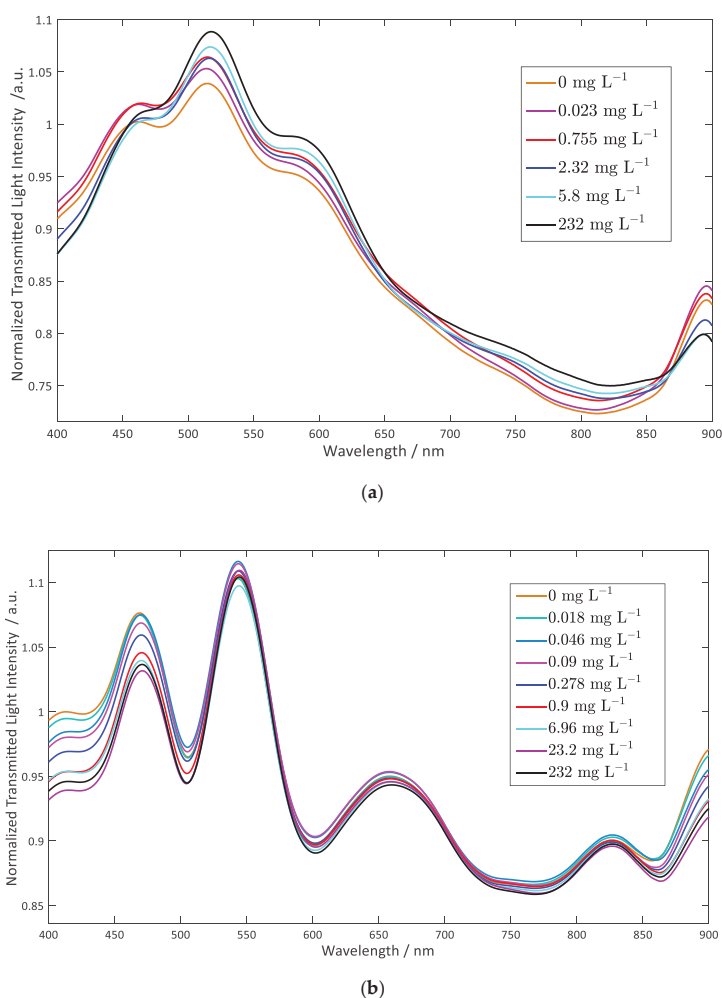 Normalized Transmitted Light Intensity /a.u.
1.1
1.05
1
0.95
0.9
0.85
0.8
0.75
0 mg L⁻¹
0.023 mg L⁻¹
0.755 mg L⁻¹
2.32 mg L⁻¹
5.8 mg L⁻¹
232 mg L⁻¹
400 450 500 550 600 650 700 750 800 850 900
Wavelength / nm
(a)
Normalized Transmitted Light Intensity / a.u.
1.1
1.05
1
0.95
0.9
0.85
0 mg L⁻¹
0.018 mg L⁻¹
0.046 mg L⁻¹
0.09 mg L⁻¹
0.278 mg L⁻¹
0.9 mg L⁻¹
6.96 mg L⁻¹
23.2 mg L⁻¹
232 mg L⁻¹
400 450 500 550 600 650 700 750 800 850 900
Wavelength / nm
(b)